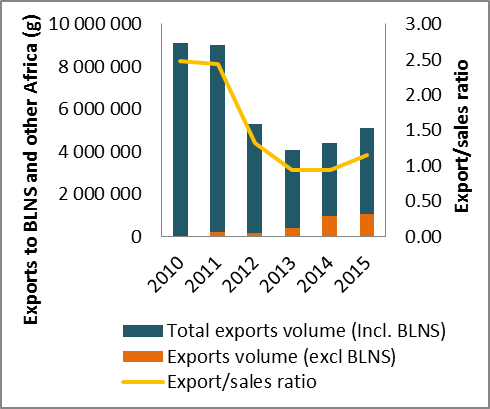 Exports to BLNS and other Africa (g)
10 000 000
8 000 000
6 000 000
4 000 000
2 000 000
0
3.00
2.50
2.00
1.50
1.00
0.50
0.00
Export/sales ratio
2010
2011
2012
2013
2014
2015
Total exports volume (Incl. BLNS)
Exports volume (excl BLNS)
Export/sales ratio